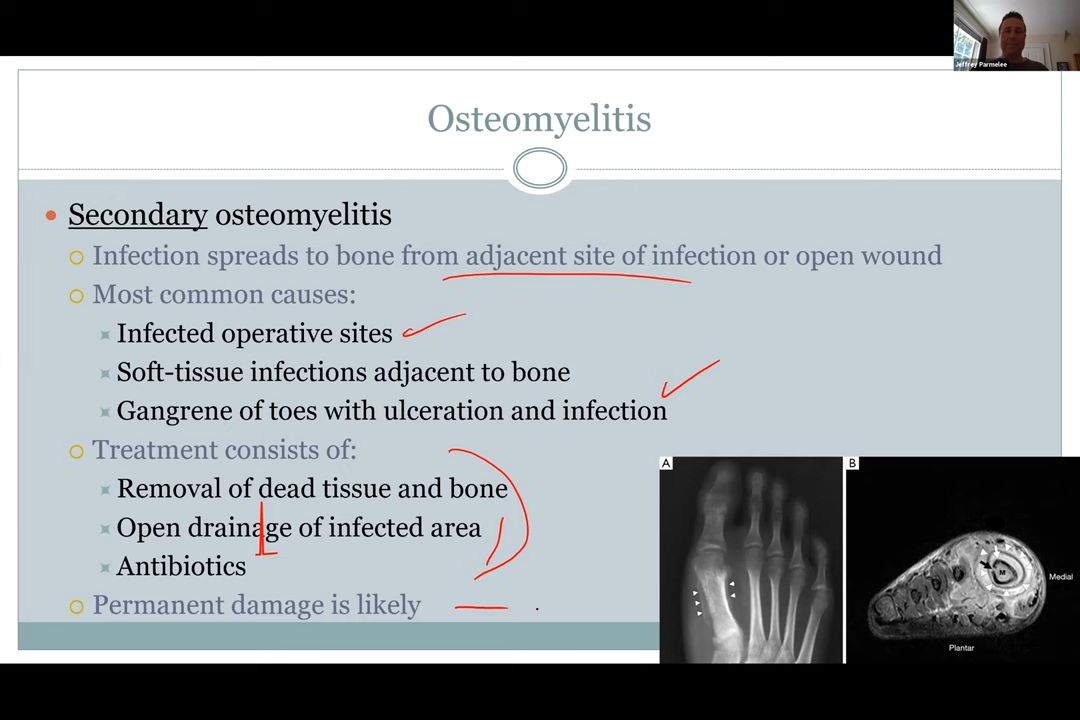 Jeffrey Parmelee
Osteomyelitis
Secondary osteomyelitis
Infection spreads to bone from adjacent site of infection or open wound
Most common causes:
Infected operative sites
Soft-tissue infections adjacent to bone
Gangrene of toes with ulceration and infection
Treatment consists of:
Removal of dead tissue and bone
Open drainage of infected area
Antibiotics
Permanent damage is likely
A
B
M
Medial
Plantar